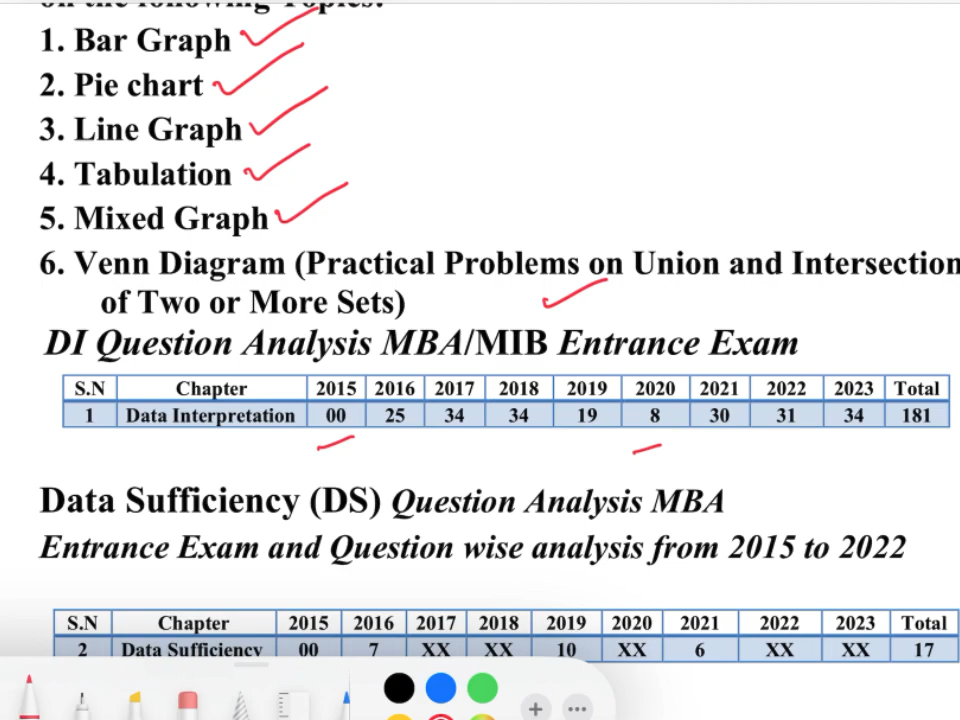 on the following Topics:
1. Bar Graph
2. Pie chart
3. Line Graph
4. Tabulation
5. Mixed Graph
6. Venn Diagram (Practical Problems on Union and Intersection
of Two or More Sets)
DI Question Analysis MBA/MIB Entrance Exam
S.N Chapter 2015 2016 2017 2018 2019 2020 2021 2022 2023 Total
1 Data Interpretation 00 25 34 34 19 8 30 31 34 181
Data Sufficiency (DS) Question Analysis MBA
Entrance Exam and Question wise analysis from 2015 to 2022
S.N Chapter 2015 2016 2017 2018 2019 2020 2021 2022 2023 Total
2 Data Sufficiency 00 7 XX XX 10 XX 6 XX XX 17